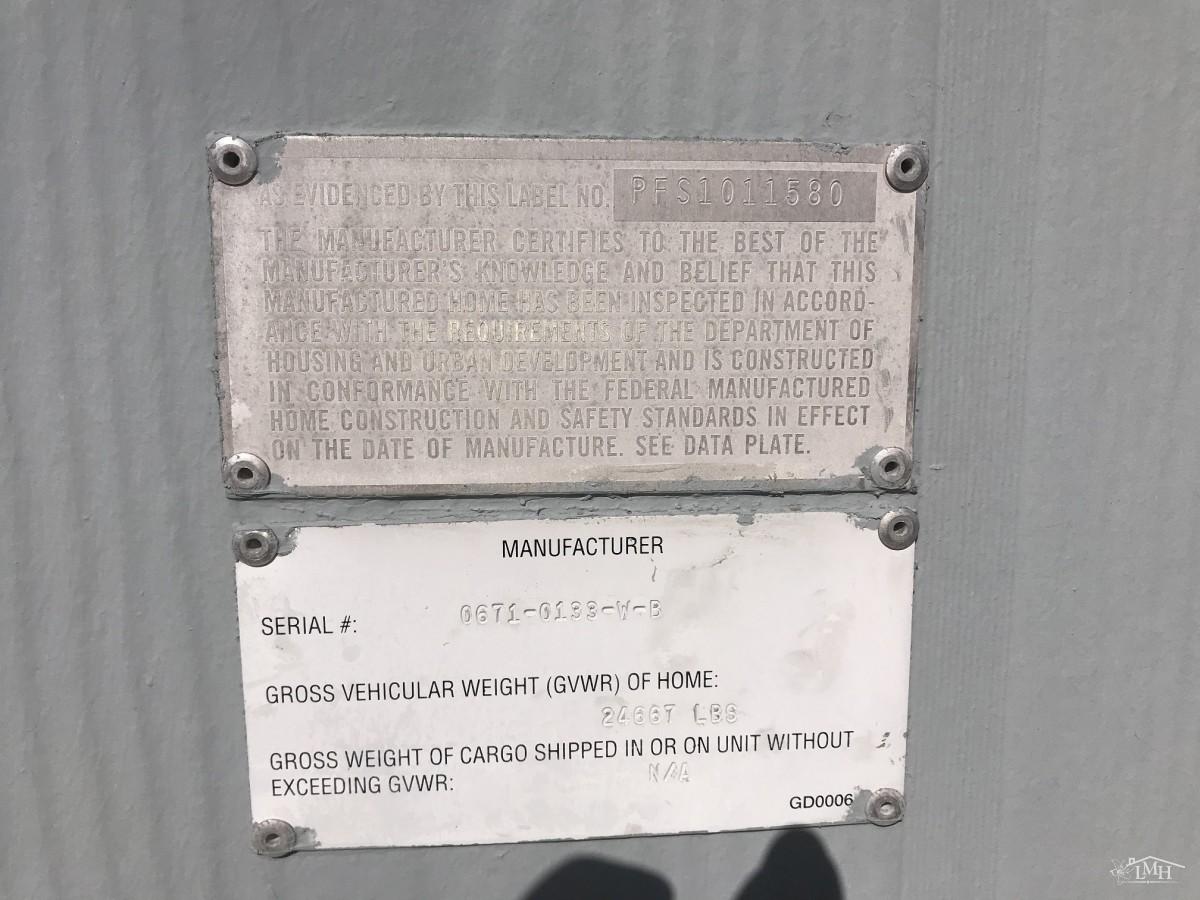 AS EVIDENCED BY THIS LABEL NO. PFS1011580
THE MANUFACTURER CERTIFIES TO THE BEST OF THE
MANUFACTURER'S KNOWLEDGE AND BELIEF THAT THIS
MANUFACTURED HOME HAS BEEN INSPECTED IN ACCORD-
ANCE WITH THE REQUIREMENTS OF THE DEPARTMENT OF
HOUSING AND URBAN DEVELOPMENT AND IS CONSTRUCTED
IN CONFORMANCE WITH THE FEDERAL MANUFACTURED
HOME CONSTRUCTION AND SAFETY STANDARDS IN EFFECT
ON THE DATE OF MANUFACTURE. SEE DATA PLATE.
MANUFACTURER
SERIAL #: 0671-0133-W-B
GROSS VEHICULAR WEIGHT (GVWR) OF HOME:
24667 LBS
GROSS WEIGHT OF CARGO SHIPPED IN OR ON UNIT WITHOUT
EXCEEDING GVWR: N/A
GD0006
LMH